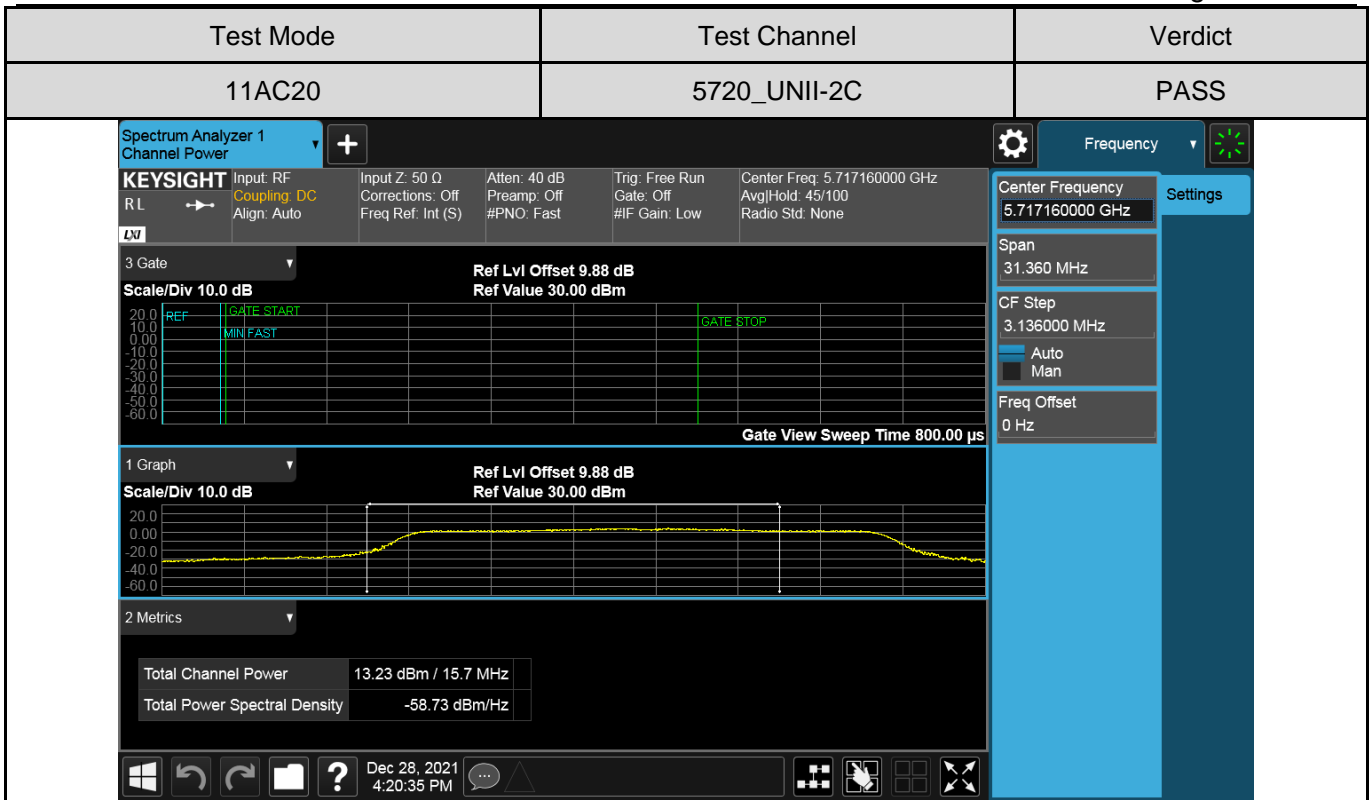 Test Mode Test Channel Verdict
11AC20 5720_UNII-2C PASS
Spectrum Analyzer 1
Channel Power
Frequency
KEYSIGHT
RL
LXI
Input: RF
Coupling: DC
Align: Auto
Input Z: 50 Ω
Corrections: Off
Freq Ref: Int (S)
Atten: 40 dB
Preamp: Off
#PNO: Fast
Trig: Free Run
Gate: Off
#IF Gain: Low
Center Freq: 5.717160000 GHz
Avg|Hold: 45/100
Radio Std: None
Center Frequency
5.717160000 GHz
Settings
Span
31.360 MHz
CF Step
3.136000 MHz
Auto
Man
Freq Offset
0 Hz
3 Gate
Ref Lvl Offset 9.88 dB
Scale/Div 10.0 dB Ref Value 30.00 dBm
20.0
10.0
0.00
-10.0
-20.0
-30.0
-40.0
-50.0
-60.0
REF
GATE START
MIN FAST
GATE STOP
Gate View Sweep Time 800.00 µs
1 Graph
Ref Lvl Offset 9.88 dB
Scale/Div 10.0 dB Ref Value 30.00 dBm
20.0
0.00
-20.0
-40.0
-60.0
2 Metrics
Total Channel Power 13.23 dBm / 15.7 MHz
Total Power Spectral Density -58.73 dBm/Hz
Dec 28, 2021
4:20:35 PM